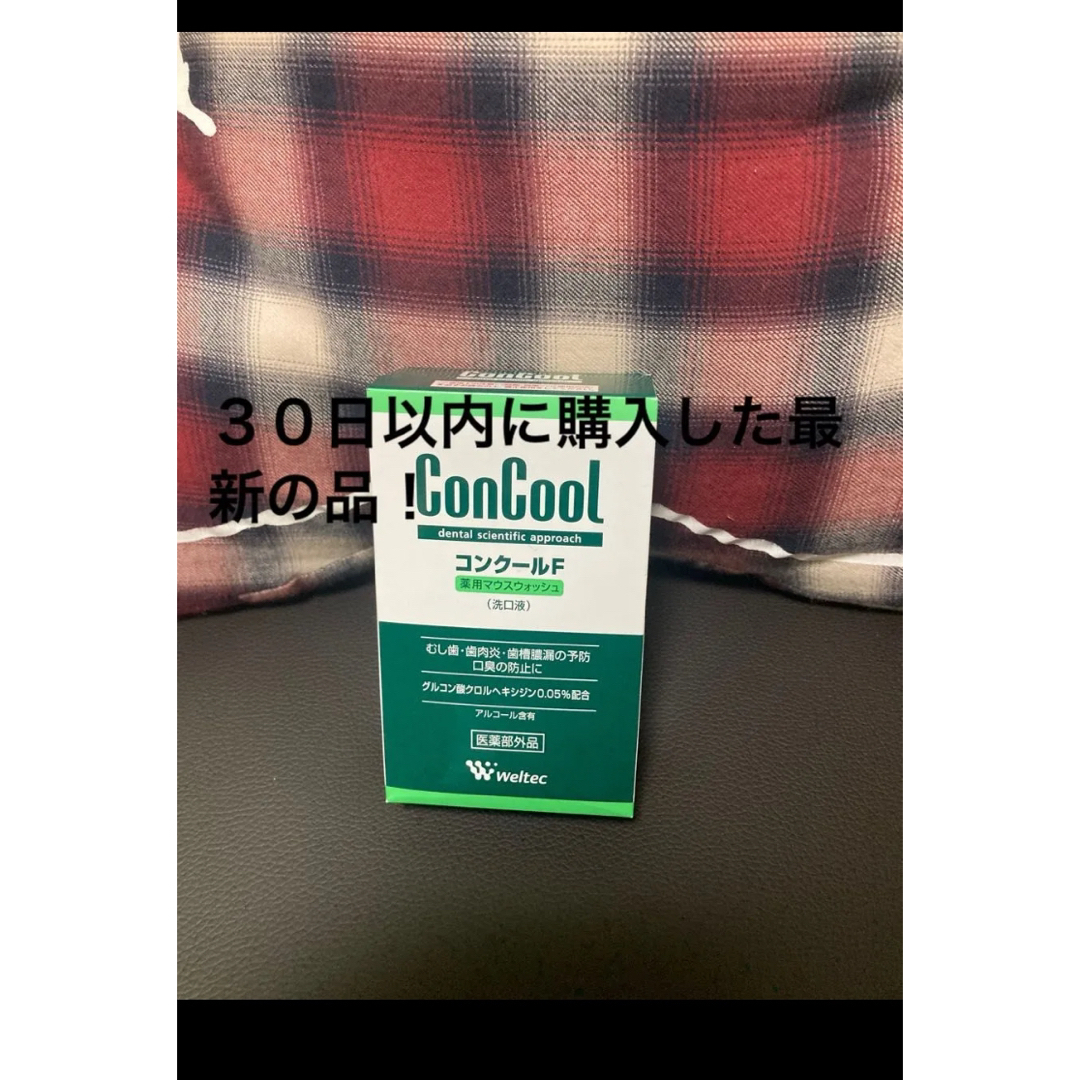 ConCool
３０日以内に購入した最
新の品！
ConCool
dental scientific approach
コンクールF
薬用マウスウォッシュ
（洗口液）
むし歯・歯肉炎・歯槽膿漏の予防
口臭の防止に
グルコン酸クロルヘキシジン0.05%配合
アルコール含有
医薬部外品
Weltec